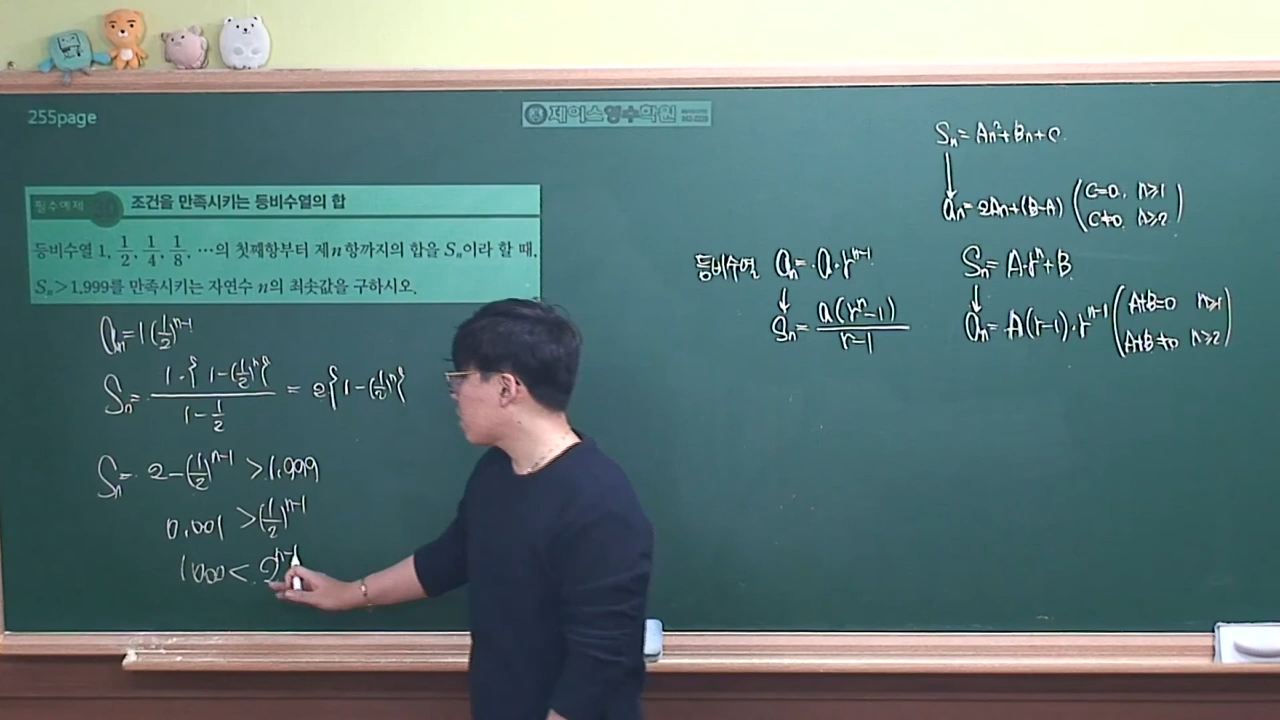 255page
제이스영수학원
필수예제 30 조건을 만족시키는 등비수열의 합
등비수열 1, 1/2, 1/4, 1/8, …의 첫째항부터 제n항까지의 합을 Sₙ이라 할 때,
Sₙ>1.999를 만족시키는 자연수 n의 최솟값을 구하시오.
aₙ=1(1/2)ⁿ⁻¹
Sₙ= 1·{1-(1/2)ⁿ} / 1-1/2 = 2{1-(1/2)ⁿ}
Sₙ= 2-(1/2)ⁿ⁻¹ >1.999
0.001 >(1/2)ⁿ⁻¹
1000< 2ⁿ⁻¹
Sₙ= An²+Bn+C
↓
aₙ= 2An+(B-A) (C=0, n≥1
C≠0, n≥2)
등비수열 aₙ= a·rⁿ⁻¹
↓
Sₙ= a(rⁿ-1) / r-1
Sₙ= A·rⁿ+B
↓
aₙ= A(r-1)·rⁿ⁻¹ (A+B=0 n≥1
A+B≠0 n≥2)